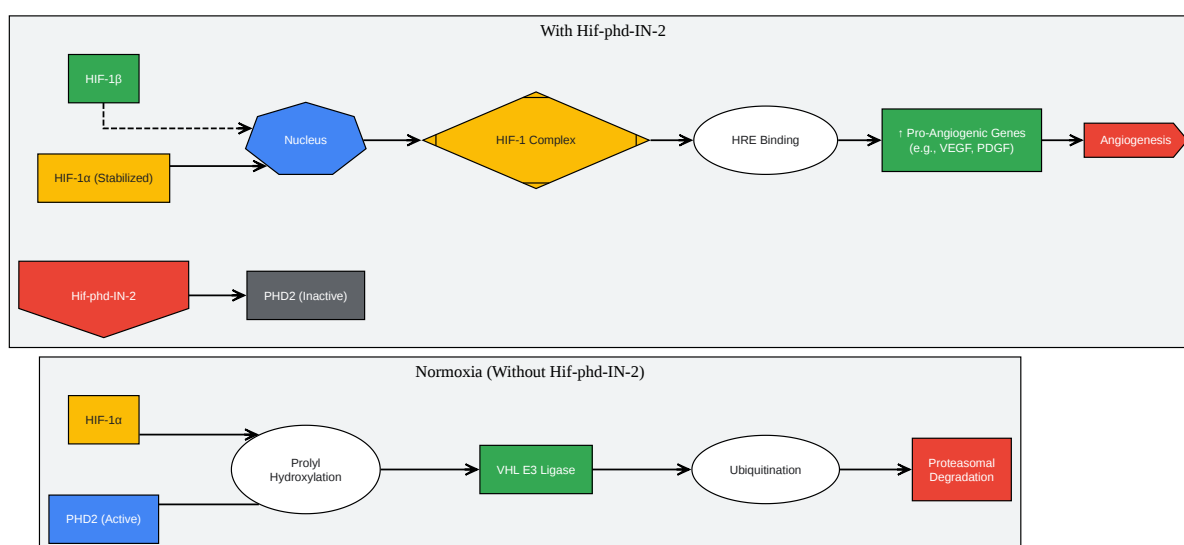 With Hif-phd-IN-2
HIF-1β
Nucleus
HIF-1 Complex
HRE Binding
↑ Pro-Angiogenic Genes
(e.g., VEGF, PDGF)
Angiogenesis
HIF-1α (Stabilized)
Hif-phd-IN-2
PHD2 (Inactive)
Normoxia (Without Hif-phd-IN-2)
HIF-1α
Prolyl
Hydroxylation
VHL E3 Ligase
Ubiquitination
Proteasomal
Degradation
PHD2 (Active)